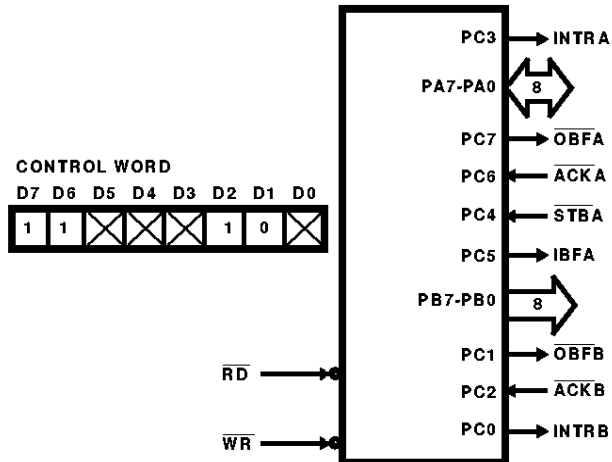 PC3 INTRA
PA7-PA0 8
PC7 OBFA
CONTROL WORD
PC6 ACKA
D7 D6 D5 D4 D3 D2 D1 D0
PC4 STBA
1 1 1 0
PC5 IBFA
PB7-PB0 8
PC1 OBFB
RD
PC2 ACKB
PC0 INTRB
WR